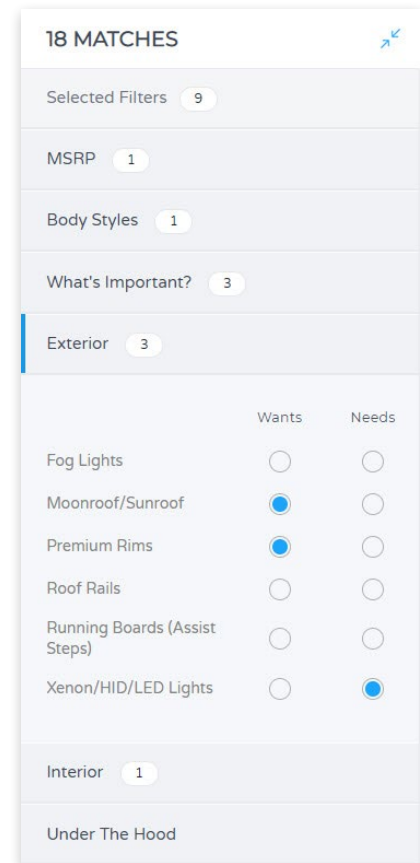 18 MATCHES
Selected Filters 9
MSRP 1
Body Styles 1
What's Important? 3
Exterior 3
Wants Needs
Fog Lights
Moonroof/Sunroof
Premium Rims
Roof Rails
Running Boards (Assist
Steps)
Xenon/HID/LED Lights
Interior 1
Under The Hood